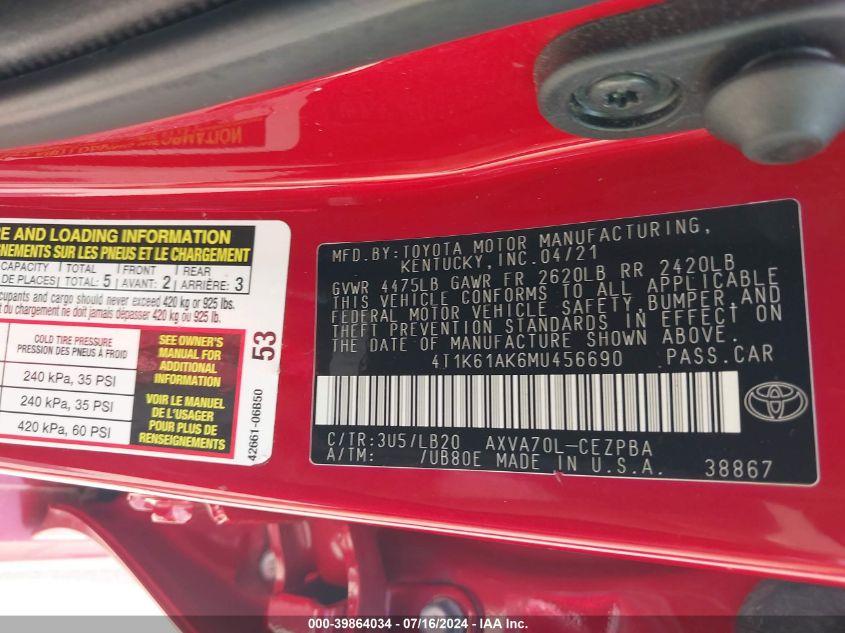 RE AND LOADING INFORMATION
GNEMENTS SUR LES PNEUS ET LE CHARGEMENT
CAPACITY TOTAL FRONT REAR
DE PLACES TOTAL: 5 AVANT: 2 ARRIÈRE: 3
cupants and cargo should never exceed 420 kg or 925 lbs.
t du chargement ne doit jamais dépasser 420 kg ou 925 lb.
COLD TIRE PRESSURE
PRESSION DES PNEUS À FROID
240 kPa, 35 PSI
240 kPa, 35 PSI
420 kPa, 60 PSI
SEE OWNER'S
MANUAL FOR
ADDITIONAL
INFORMATION
VOIR LE MANUEL
DE L'USAGER
POUR PLUS DE
RENSEIGNEMENTS
53
42661-06B50
MFD.BY:TOYOTA MOTOR MANUFACTURING,
KENTUCKY,INC.04/21
GVWR 4475LB GAWR FR 2620LB RR 2420LB
THIS VEHICLE CONFORMS TO ALL APPLICABLE
FEDERAL MOTOR VEHICLE SAFETY,BUMPER,AND
THEFT PREVENTION STANDARDS IN EFFECT ON
THE DATE OF MANUFACTURE SHOWN ABOVE.
4T1K61AK6MU456690 PASS.CAR
C/TR:3U5/LB20 AXVA70L-CEZPBA
A/TM: /UB80E MADE IN U.S.A. 38867
000-39864034 / 07/16/2024 / IAA Inc.